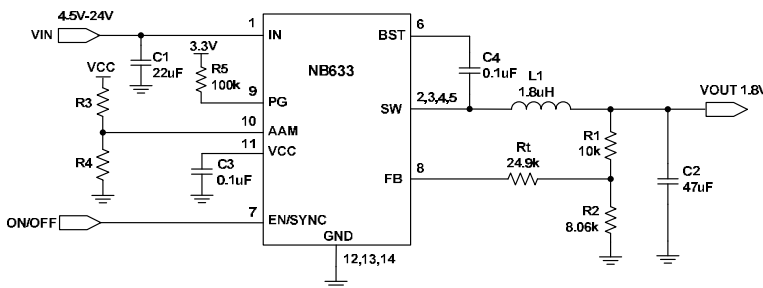 4.5V-24V
VIN
1
IN
C1
22uF
3.3V
R5
100k
9
PG
VCC
R3
10
AAM
R4
11
VCC
C3
0.1uF
7
EN/SYNC
ON/OFF
NB633
GND
12,13,14
6
BST
C4
0.1uF
L1
1.8uH
SW
2,3,4,5
VOUT 1.8V
R1
10k
8
FB
Rt
24.9k
C2
47uF
R2
8.06k